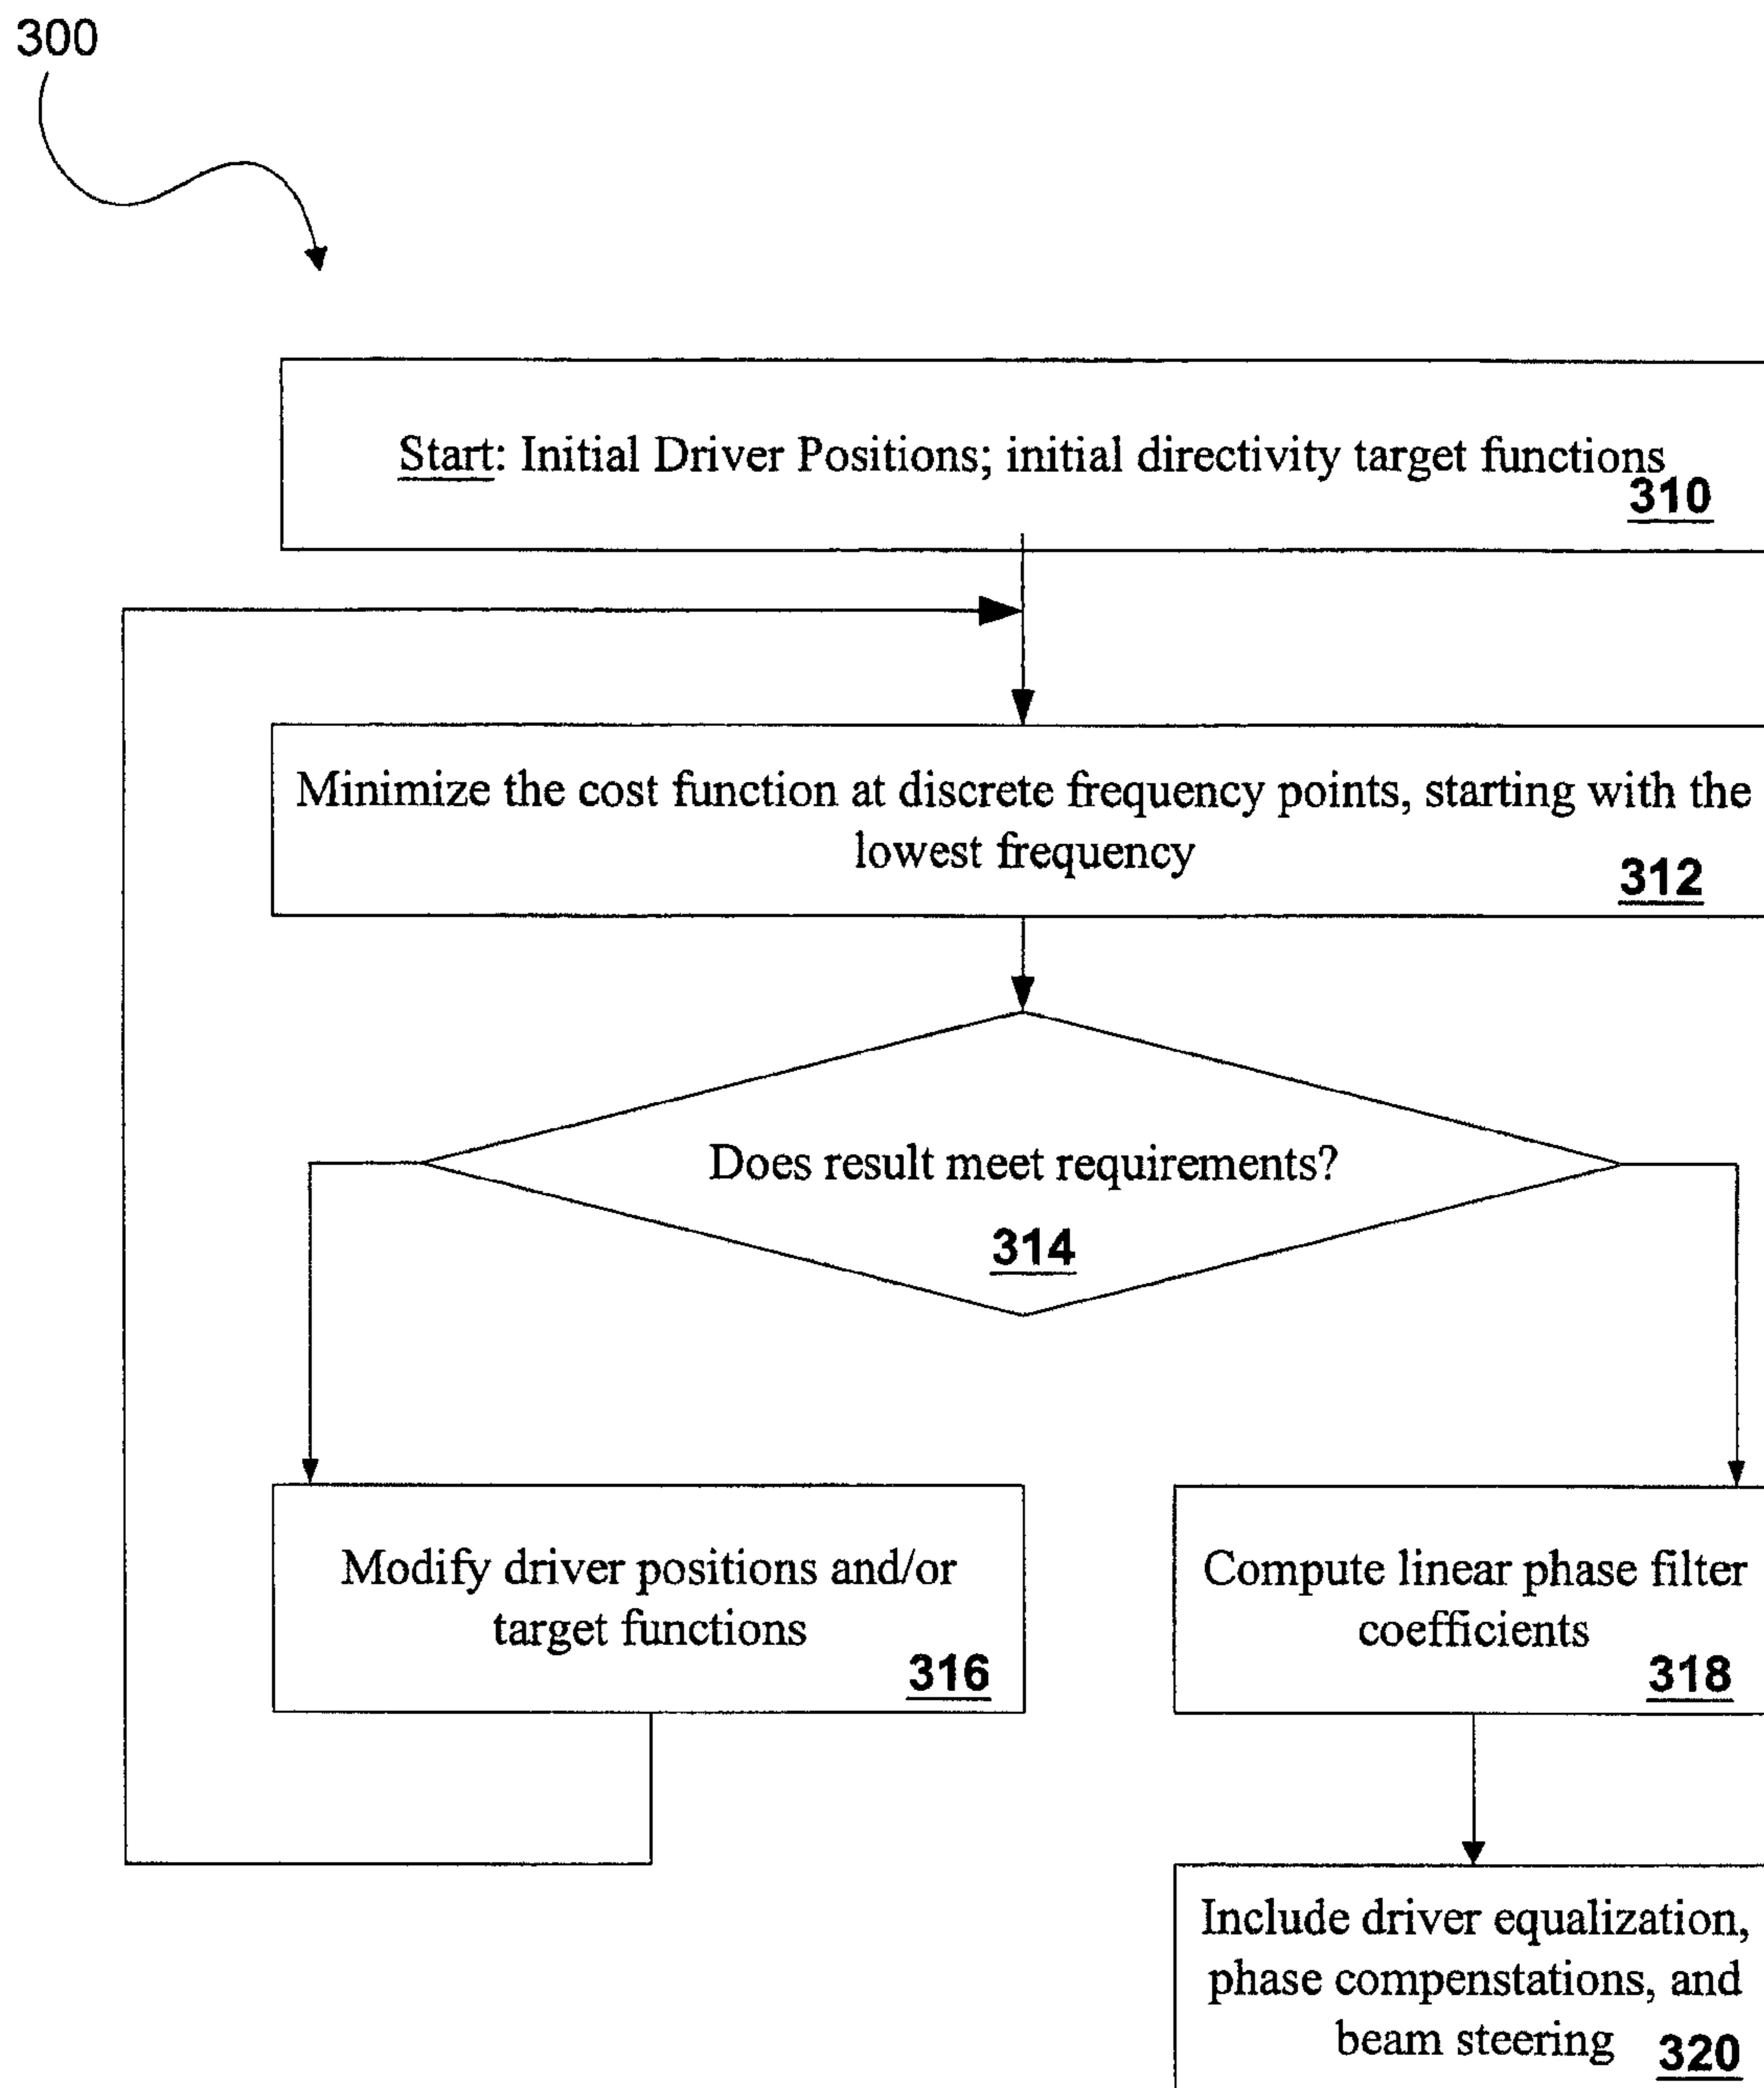 300
Start: Initial Driver Positions; initial directivity target functions
310
Minimize the cost function at discrete frequency points, starting with the
lowest frequency
312
Does result meet requirements?
314
Modify driver positions and/or
target functions
316
Compute linear phase filter
coefficients
318
Include driver equalization,
phase compenstations, and
beam steering 320